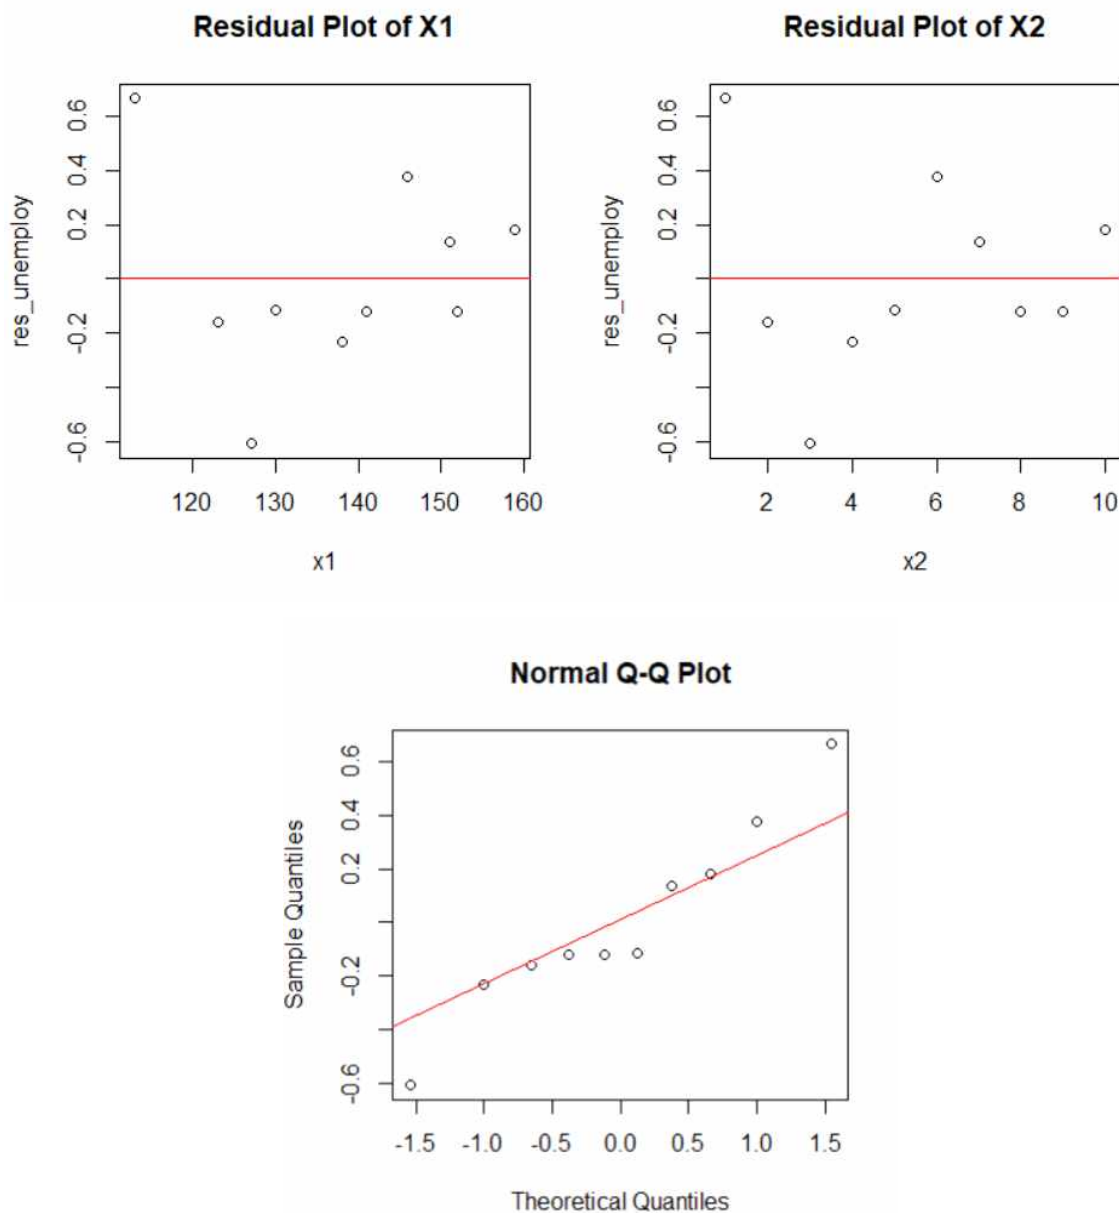 Residual Plot of X1
res_unemploy
0.6
0.4
0.2
-0.2
-0.6
120 130 140 150 160
x1
Residual Plot of X2
res_unemploy
0.6
0.4
0.2
-0.2
-0.6
2 4 6 8 10
x2
Normal Q-Q Plot
Sample Quantiles
0.6
0.4
0.2
-0.2
-0.6
-1.5 -1.0 -0.5 0.0 0.5 1.0 1.5
Theoretical Quantiles